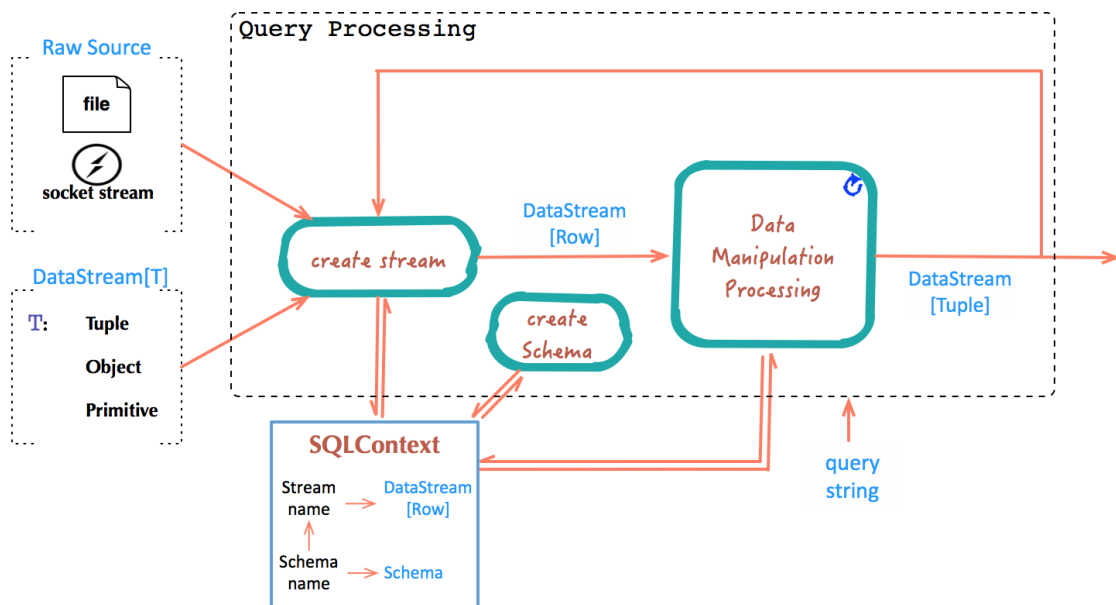 Query Processing
Raw Source
file
socket stream
DataStream[T]
T:
Tuple
Object
Primitive
create stream
DataStream
[Row]
create
Schema
Data
Manipulation
Processing
DataStream
[Tuple]
query
string
SQLContext
Stream
name
DataStream
[Row]
Schema
name
Schema